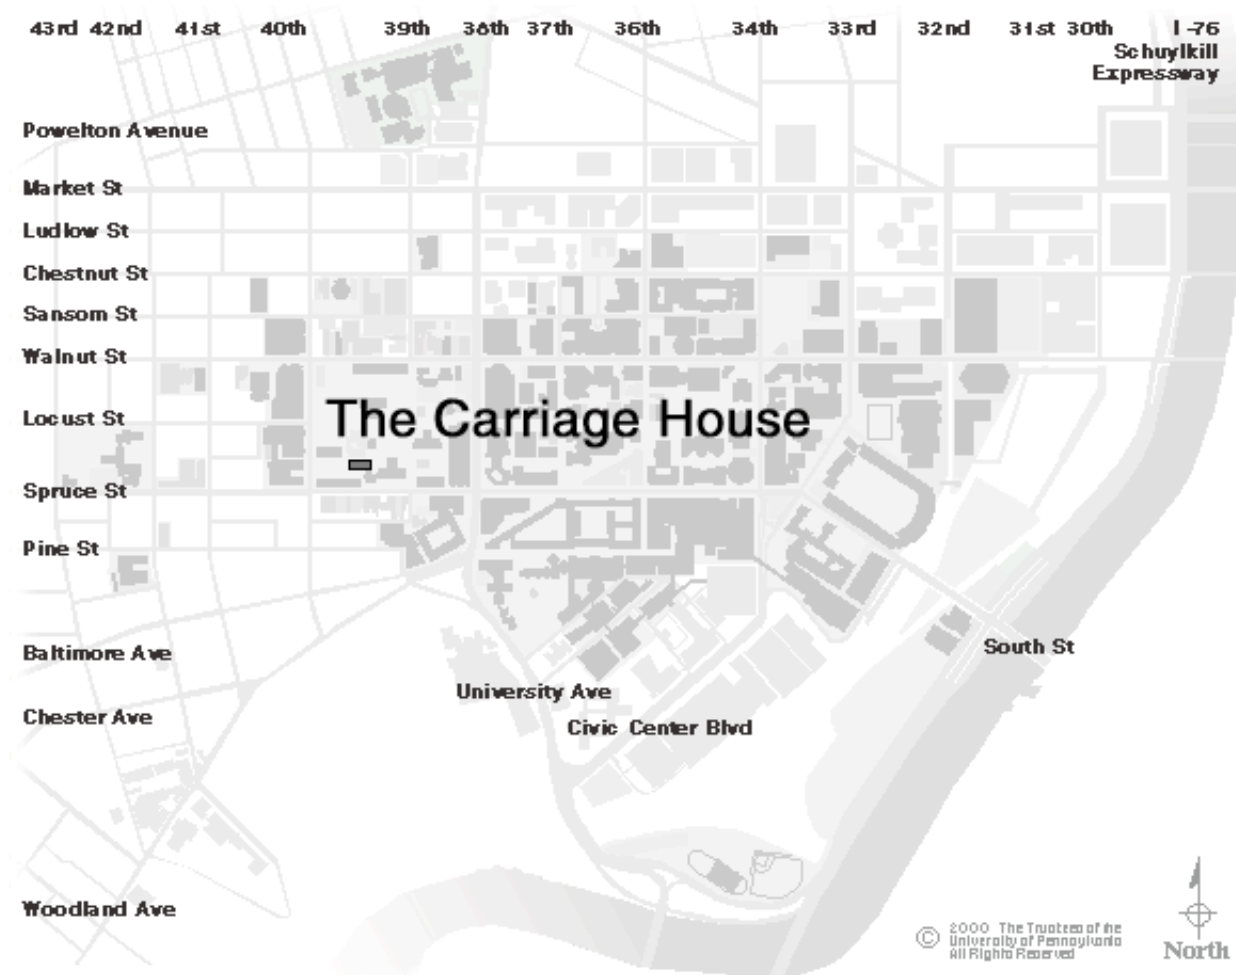 43rd 42nd 41st 40th 39th 38th 37th 36th 34th 33rd 32nd 31st 30th I-76
Schuylkill
Expressway
Powelton Avenue
Market St
Ludlow St
Chestnut St
Sansom St
Walnut St
Locust St
The Carriage House
Spruce St
Pine St
South St
Baltimore Ave
University Ave
Chester Ave
Civic Center Blvd
Woodland Ave
© 2000 The Trustees of the
University of Pennsylvania
All Rights Reserved
North